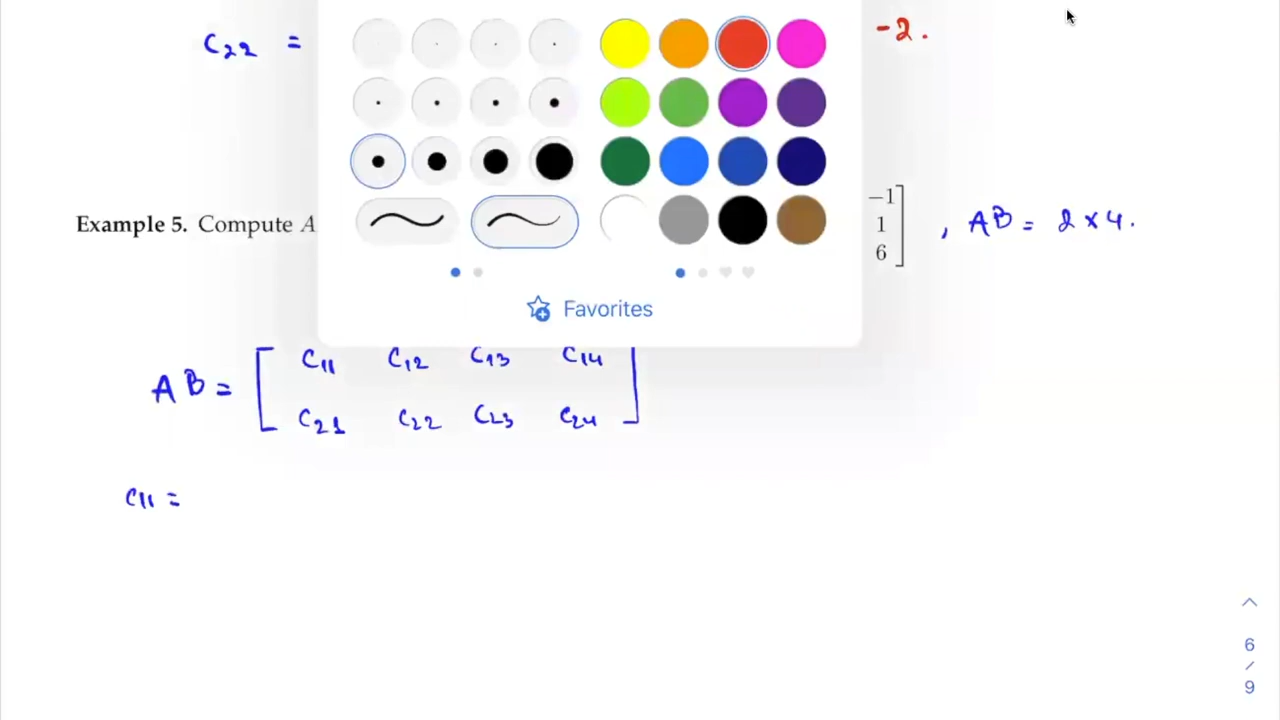 C22 = -2.
Example 5. Compute A -1 1 6 , AB = 2 × 4.
Favorites
AB = [ C11 C12 C13 C14
C21 C22 C23 C24 ]
C11 =
6
/
9